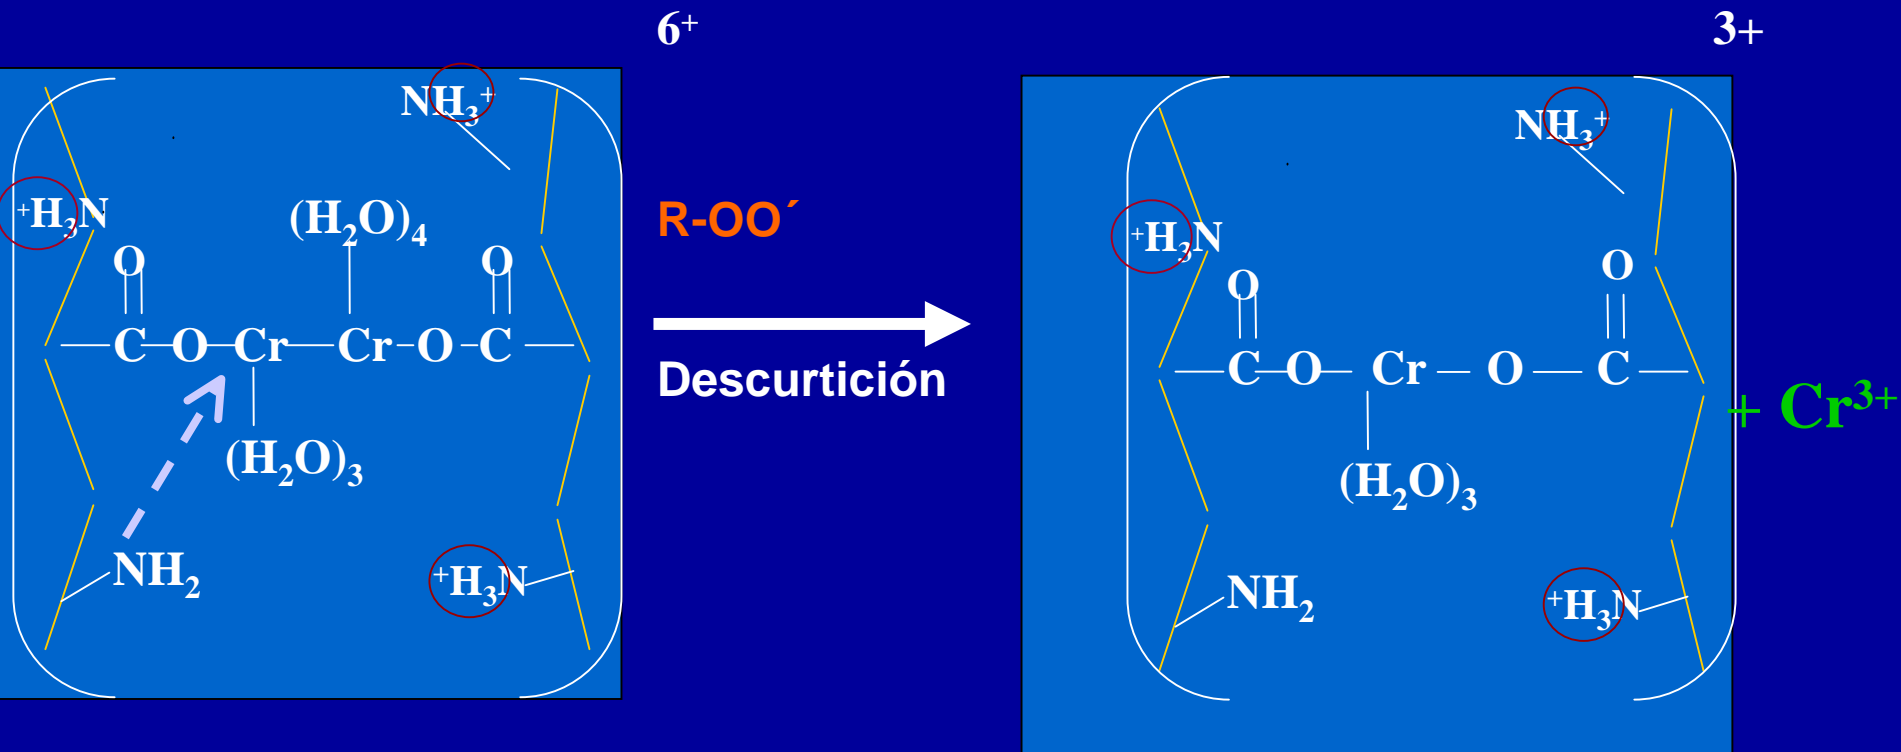 6⁺
3+
NH₃⁺
⁺H₃N
(H₂O)₄
O
O
C O Cr Cr O C
(H₂O)₃
NH₂
⁺H₃N
R-OO´
Descurtición
NH₃⁺
⁺H₃N
O
O
C O Cr O C
(H₂O)₃
NH₂
⁺H₃N
+ Cr³⁺